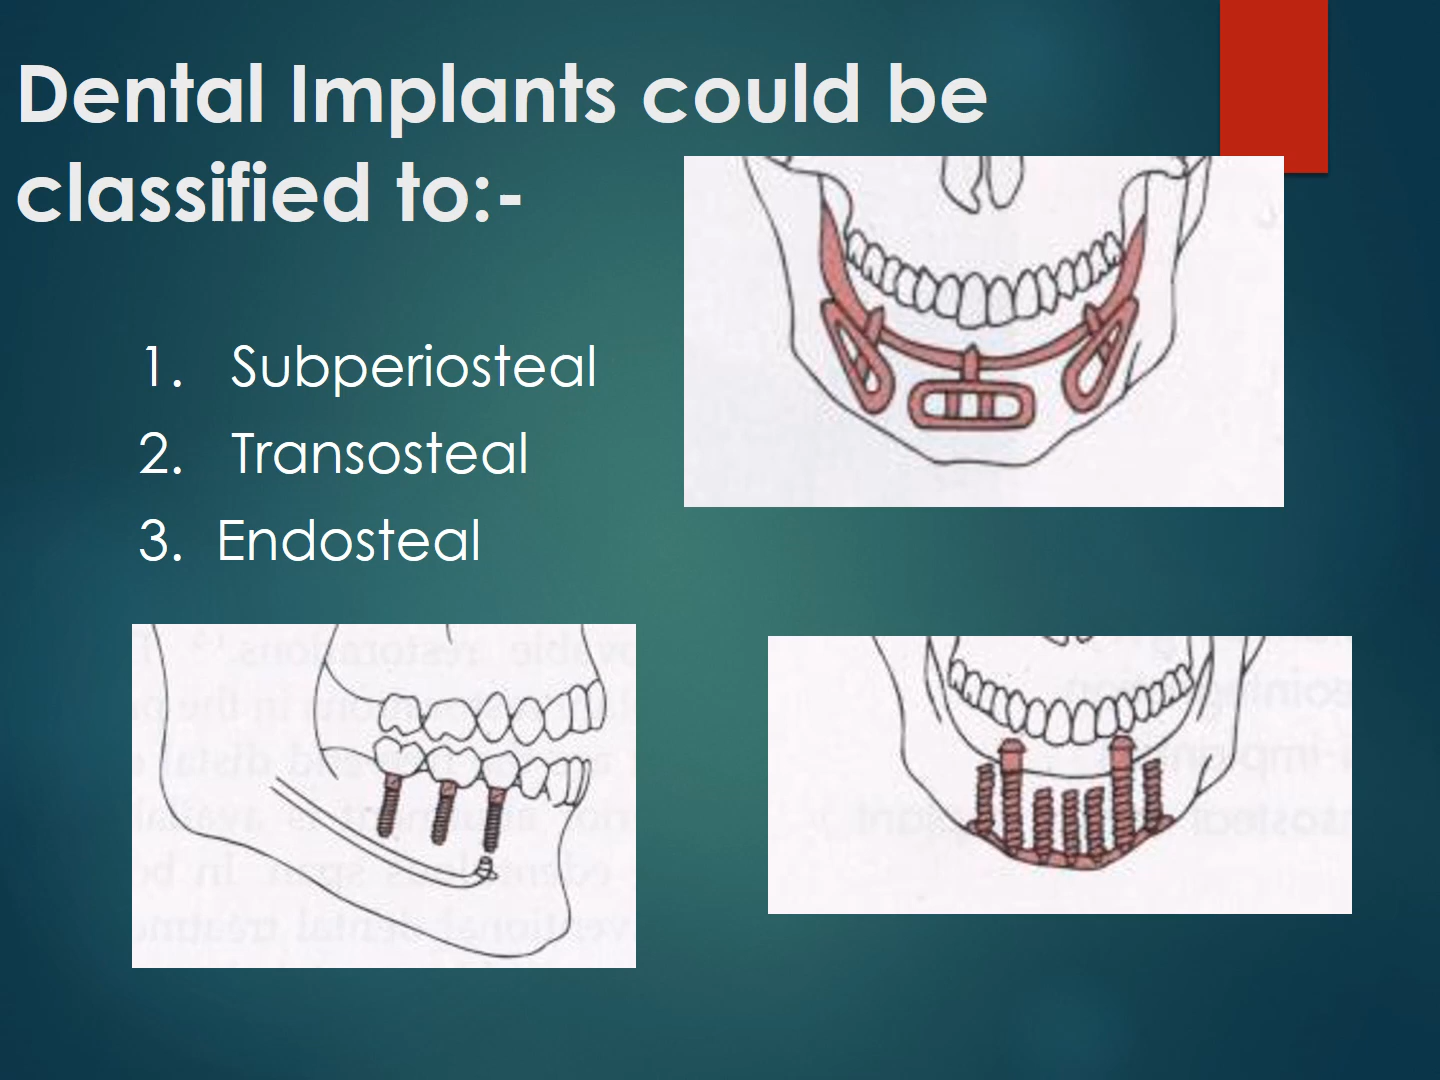 Dental Implants could be
classified to:-
1. Subperiosteal
2. Transosteal
3. Endosteal